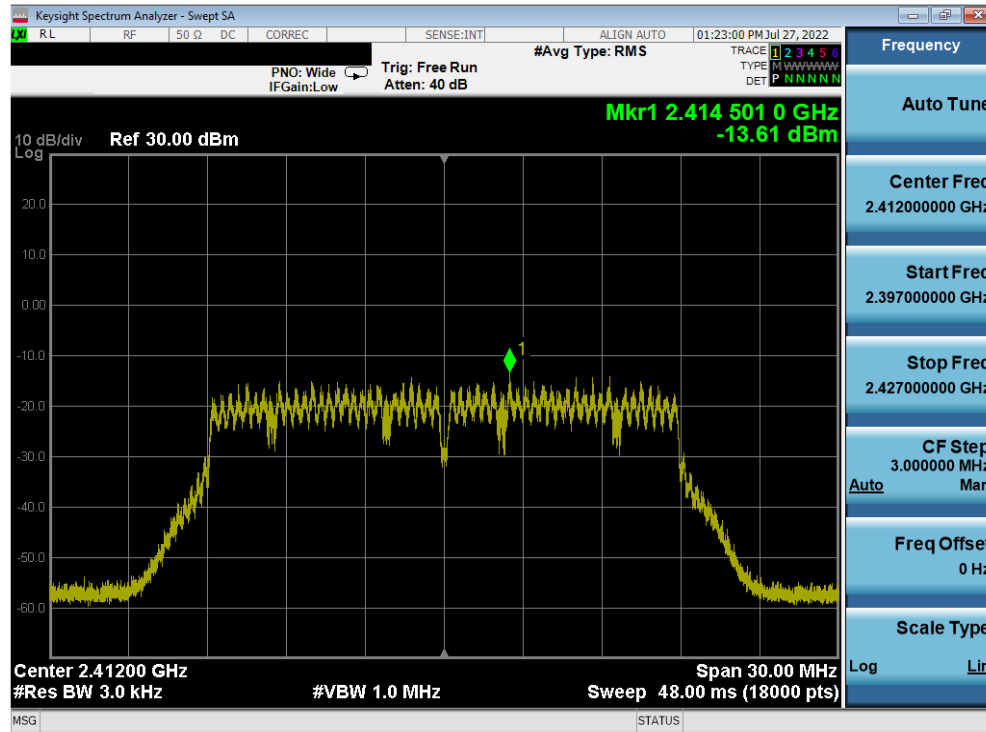 Keysight Spectrum Analyzer - Swept SA
LXI RL RF 50 Ω DC CORREC SENSE:INT ALIGN AUTO 01:23:00 PM Jul 27, 2022
Frequency
#Avg Type: RMS TRACE 1 2 3 4 5 6
PNO: Wide Trig: Free Run TYPE M WWWWW
IFGain:Low Atten: 40 dB DET P N N N N N
Auto Tune
Mkr1 2.414 501 0 GHz
-13.61 dBm
10 dB/div Ref 30.00 dBm
Log
20.0
10.0
0.00
-10.0
-20.0
-30.0
-40.0
-50.0
-60.0
1
Center Freq
2.412000000 GHz
Start Freq
2.397000000 GHz
Stop Freq
2.427000000 GHz
CF Step
3.000000 MHz
Auto Man
Freq Offset
0 Hz
Scale Type
Log Lin
Center 2.41200 GHz Span 30.00 MHz
#Res BW 3.0 kHz #VBW 1.0 MHz Sweep 48.00 ms (18000 pts)
MSG STATUS